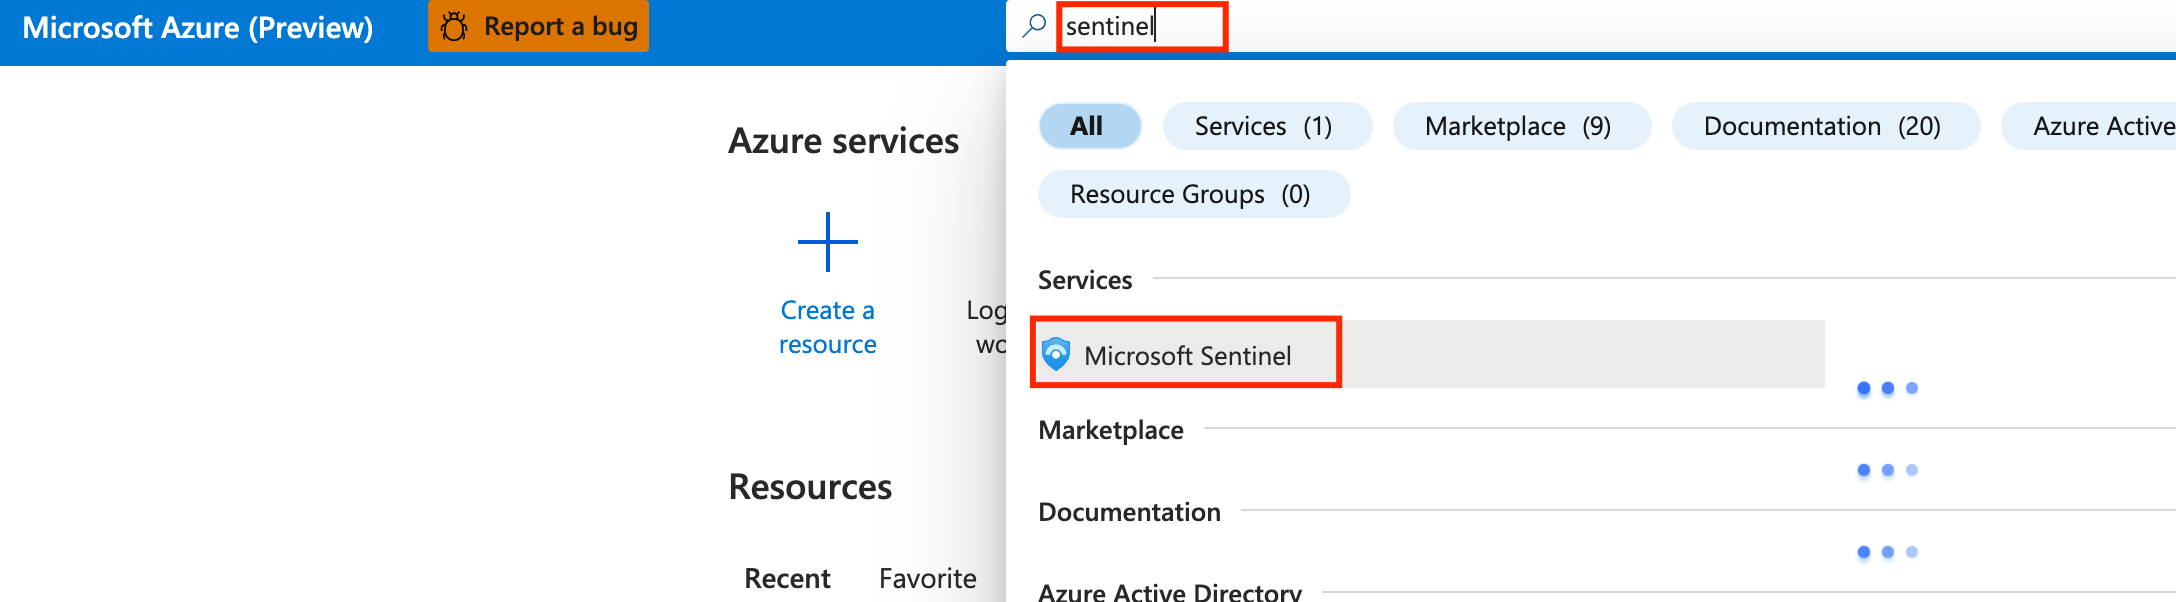 Microsoft Azure (Preview)
Report a bug
sentinel
All
Services (1)
Marketplace (9)
Documentation (20)
Azure Active
Resource Groups (0)
Azure services
Create a
resource
Log
wo
Services
Microsoft Sentinel
Marketplace
Documentation
Azure Active Directory
Resources
Recent
Favorite